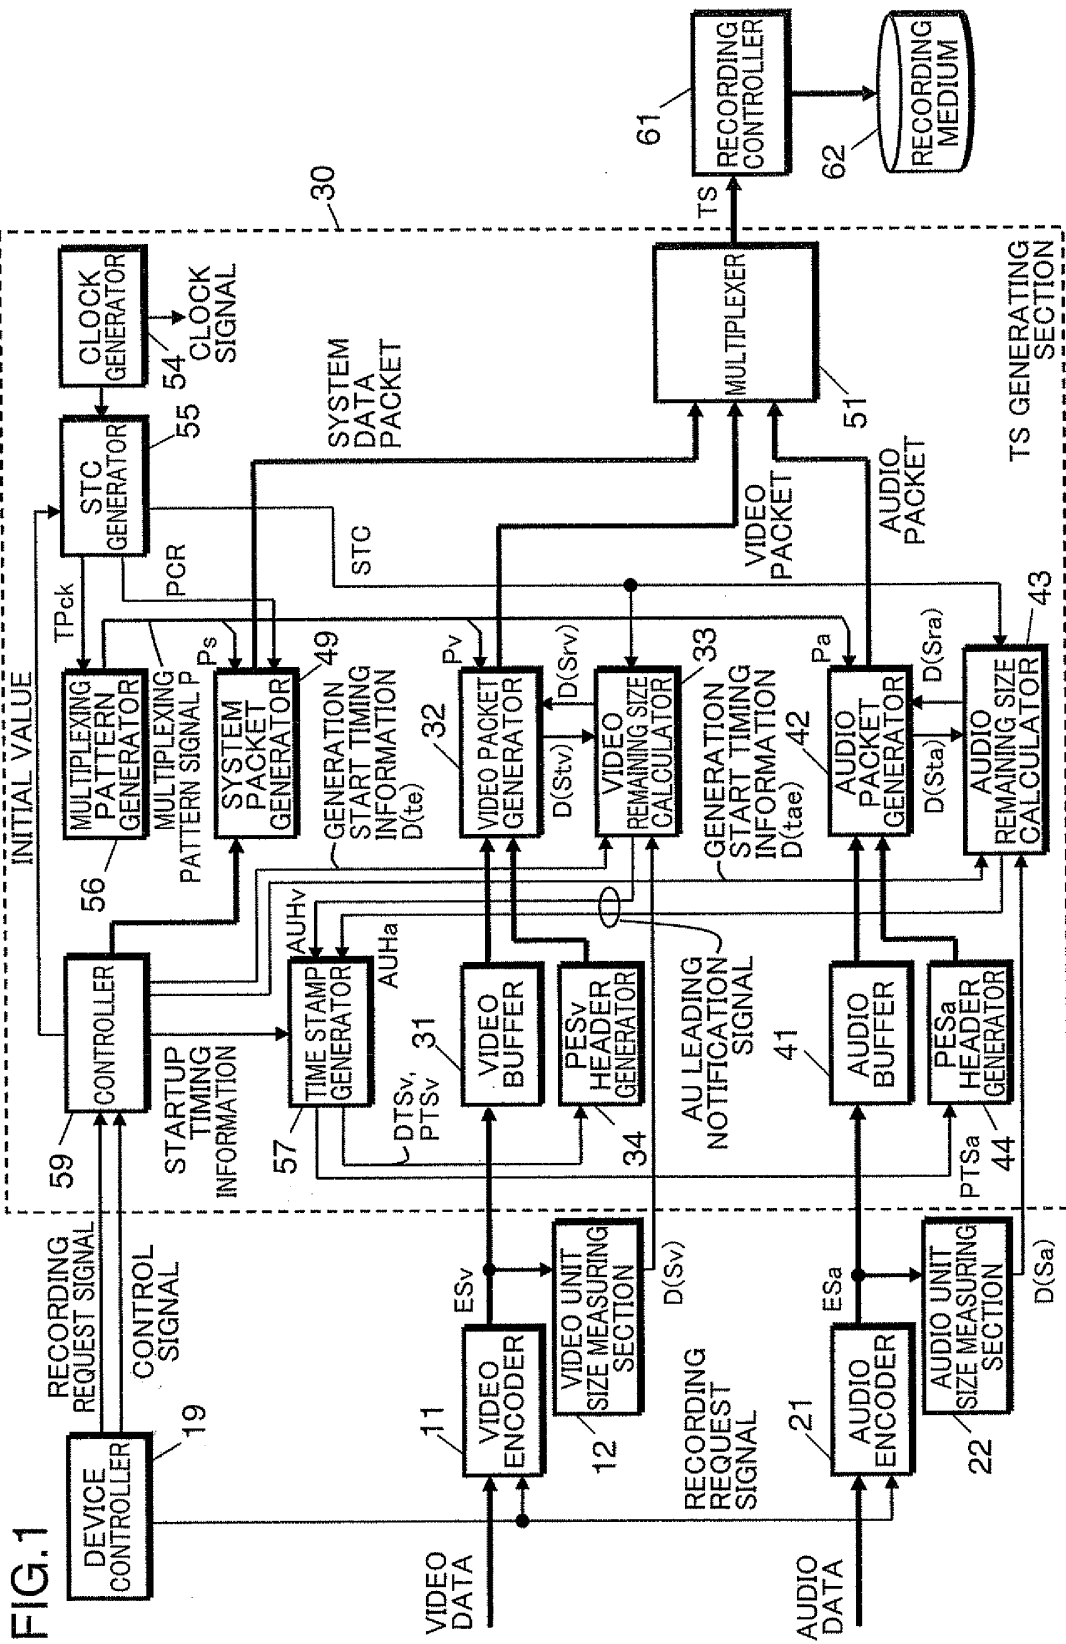 FIG.1
DEVICE
CONTROLLER
19
RECORDING
REQUEST SIGNAL
CONTROL
SIGNAL
VIDEO
DATA
AUDIO
DATA
RECORDING
REQUEST
SIGNAL
11
VIDEO
ENCODER
ESv
12
VIDEO UNIT
SIZE MEASURING
SECTION
D(Sv)
21
AUDIO
ENCODER
ESa
22
AUDIO UNIT
SIZE MEASURING
SECTION
D(Sa)
30
TS GENERATING
SECTION
59
CONTROLLER
INITIAL VALUE
STARTUP
TIMING
INFORMATION
57
TIME STAMP
GENERATOR
AUHv
AUHa
DTSv,
PTSv
PTSa
31
VIDEO
BUFFER
34
PESv
HEADER
GENERATOR
AU LEADING
NOTIFICATION
SIGNAL
41
AUDIO
BUFFER
44
PESa
HEADER
GENERATOR
56
MULTIPLEXING
PATTERN
GENERATOR
TPck
MULTIPLEXING
PATTERN SIGNAL P
PCR
Ps
49
SYSTEM
PACKET
GENERATOR
GENERATION
START TIMING
INFORMATION
D(te)
32
VIDEO PACKET
GENERATOR
Pv
D(Stv)
D(Srv)
33
VIDEO
REMAINING SIZE
CALCULATOR
GENERATION
START TIMING
INFORMATION
D(tae)
42
AUDIO
PACKET
GENERATOR
Pa
D(Sta)
D(Sra)
43
AUDIO
REMAINING SIZE
CALCULATOR
55
STC
GENERATOR
STC
54
CLOCK
GENERATOR
CLOCK
SIGNAL
SYSTEM
DATA
PACKET
VIDEO
PACKET
AUDIO
PACKET
51
MULTIPLEXER
TS
61
RECORDING
CONTROLLER
62
RECORDING
MEDIUM